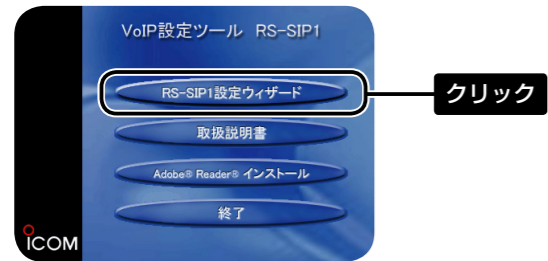 VoIP設定ツール RS-SIP1
RS-SIP1設定ウィザード
クリック
取扱説明書
Adobe® Reader® インストール
終了
ICOM